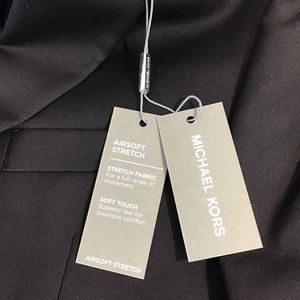 AIRSOFT
STRETCH
STRETCH FABRIC
For a full range of
movement.
SOFT TOUCH
Superior feel for
luxurious comfort
AIRSOFT STRETCH
MICHAEL KORS